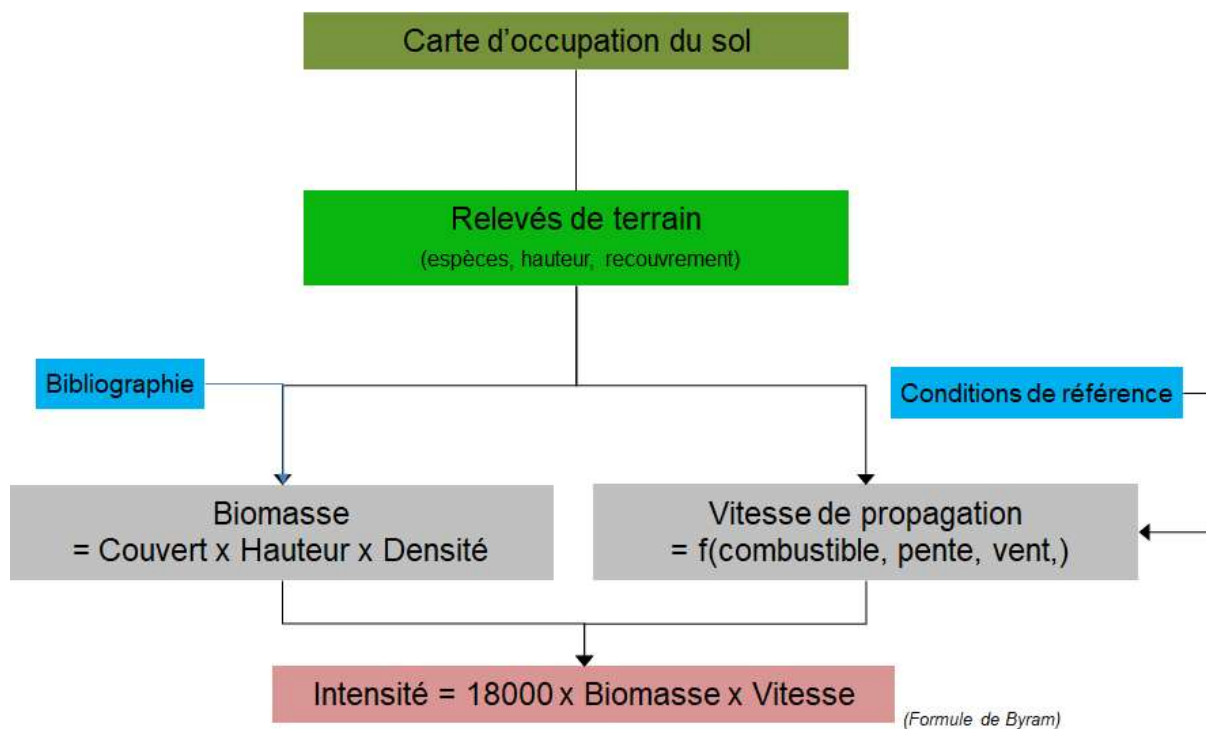 Carte d'occupation du sol
Relevés de terrain
(espèces, hauteur, recouvrement)
Bibliographie
Conditions de référence
Biomasse
= Couvert x Hauteur x Densité
Vitesse de propagation
= f(combustible, pente, vent,)
Intensité = 18000 x Biomasse x Vitesse
(Formule de Byram)